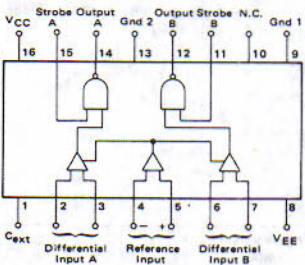 Strobe Output Output Strobe N.C.
VCC A A Gnd 2 B B Gnd 1
16 15 14 13 12 11 10 9
1 2 3 4 - + 5 6 7 8
Cext Differential Reference Differential VEE
Input A Input Input B